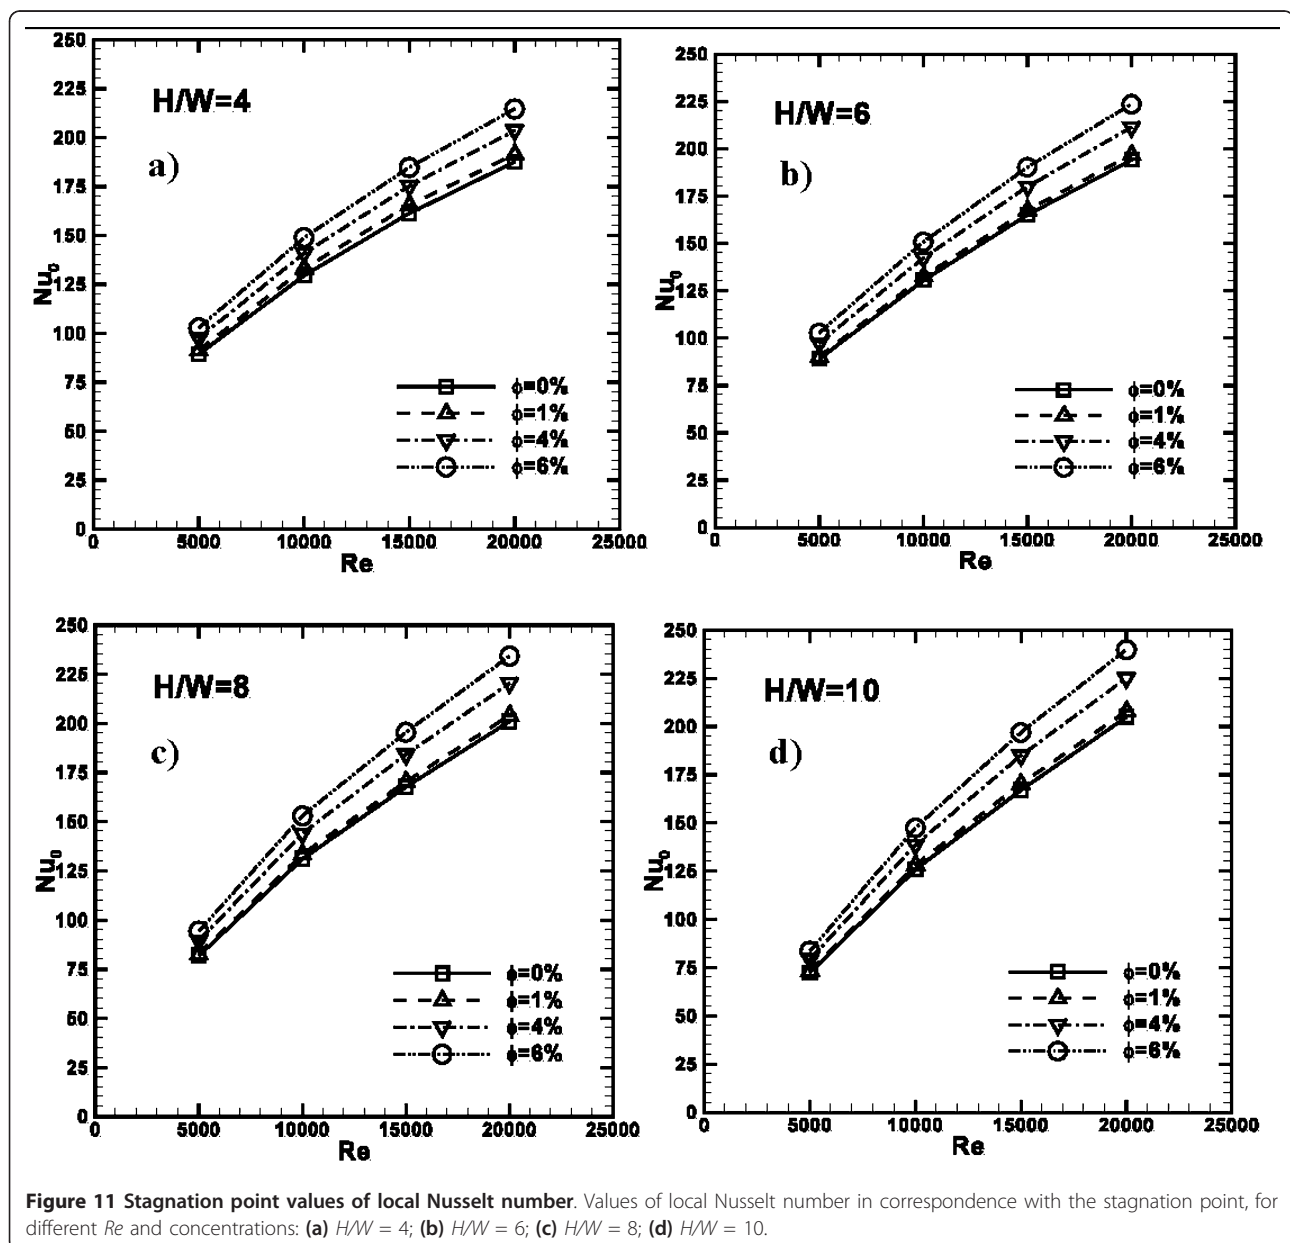 250
225
200
175
150
125
100
75
50
25
0
H/W=4
a)
Nu0
ϕ=0%
ϕ=1%
ϕ=4%
ϕ=6%
0 5000 10000 15000 20000 25000
Re
250
225
200
175
150
125
100
75
50
25
0
H/W=6
b)
Nu0
ϕ=0%
ϕ=1%
ϕ=4%
ϕ=6%
0 5000 10000 15000 20000 25000
Re
250
225
200
175
150
125
100
75
50
25
0
H/W=8
c)
Nu0
ϕ=0%
ϕ=1%
ϕ=4%
ϕ=6%
0 5000 10000 15000 20000 25000
Re
250
225
200
175
150
125
100
75
50
25
0
H/W=10
d)
Nu0
ϕ=0%
ϕ=1%
ϕ=4%
ϕ=6%
0 5000 10000 15000 20000 25000
Re
Figure 11 Stagnation point values of local Nusselt number. Values of local Nusselt number in correspondence with the stagnation point, for
different Re and concentrations: (a) H/W = 4; (b) H/W = 6; (c) H/W = 8; (d) H/W = 10.